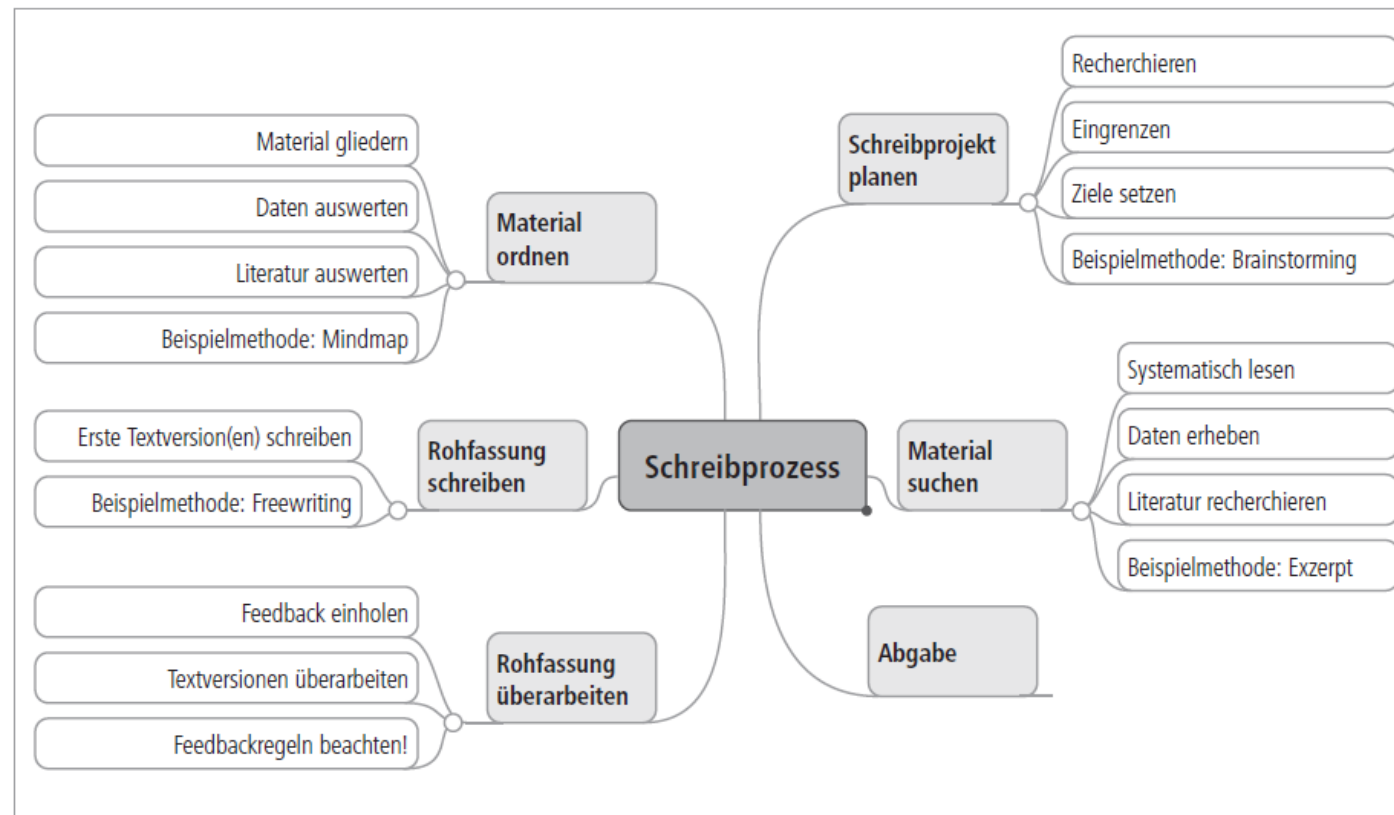 Schreibprozess
Schreibprojekt
planen
Recherchieren
Eingrenzen
Ziele setzen
Beispielmethode: Brainstorming
Material
suchen
Systematisch lesen
Daten erheben
Literatur recherchieren
Beispielmethode: Exzerpt
Abgabe
Material
ordnen
Material gliedern
Daten auswerten
Literatur auswerten
Beispielmethode: Mindmap
Rohfassung
schreiben
Erste Textversion(en) schreiben
Beispielmethode: Freewriting
Rohfassung
überarbeiten
Feedback einholen
Textversionen überarbeiten
Feedbackregeln beachten!